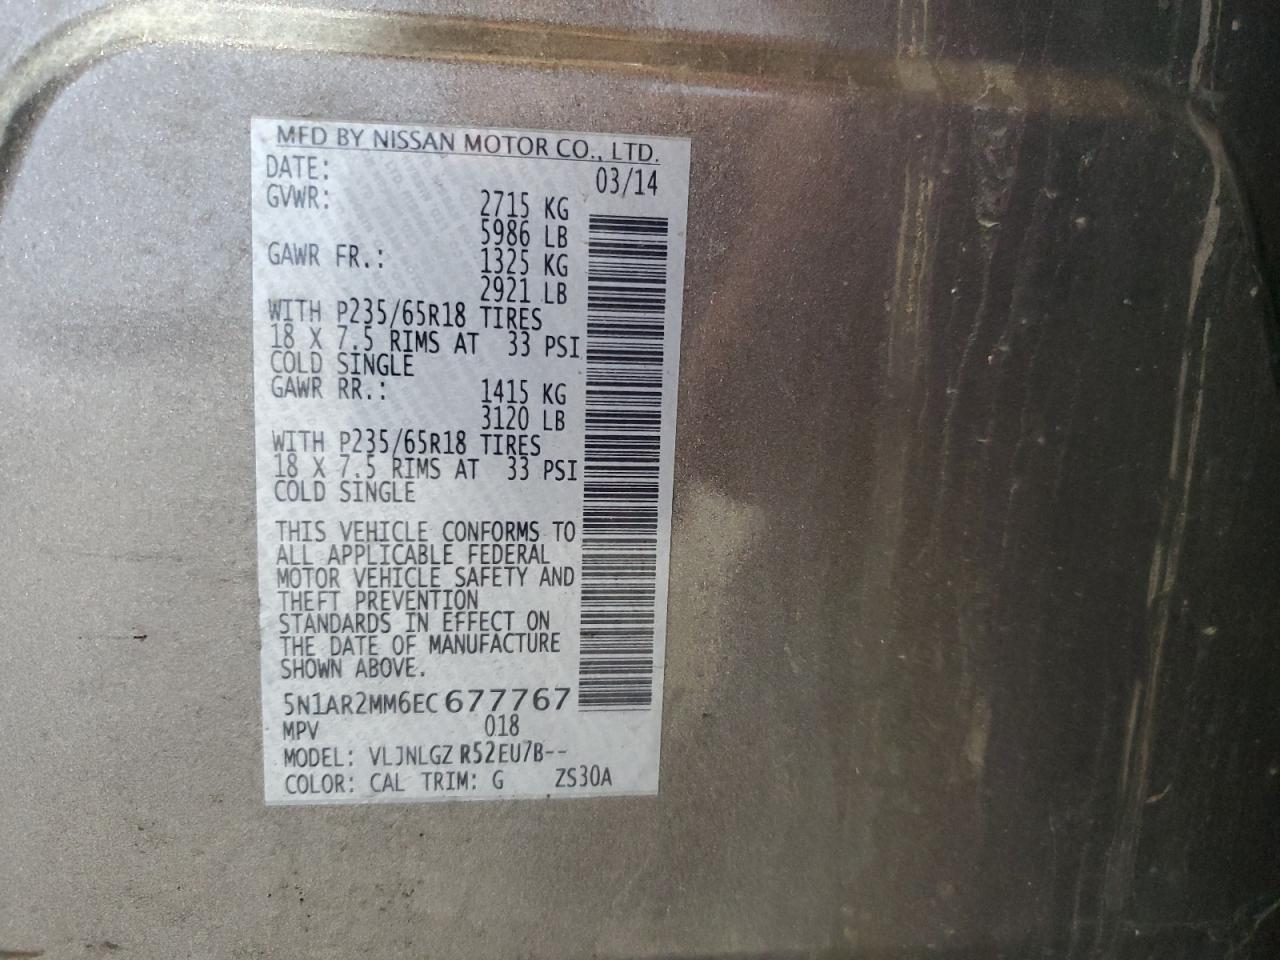 MFD BY NISSAN MOTOR CO., LTD.
DATE: 03/14
GVWR: 2715 KG
5986 LB
GAWR FR.: 1325 KG
2921 LB
WITH P235/65R18 TIRES
18 X 7.5 RIMS AT 33 PSI
COLD SINGLE
GAWR RR.: 1415 KG
3120 LB
WITH P235/65R18 TIRES
18 X 7.5 RIMS AT 33 PSI
COLD SINGLE
THIS VEHICLE CONFORMS TO
ALL APPLICABLE FEDERAL
MOTOR VEHICLE SAFETY AND
THEFT PREVENTION
STANDARDS IN EFFECT ON
THE DATE OF MANUFACTURE
SHOWN ABOVE.
5N1AR2MM6EC677767
MPV 018
MODEL: VLJNLGZ R52EU7B--
COLOR: CAL TRIM: G ZS30A